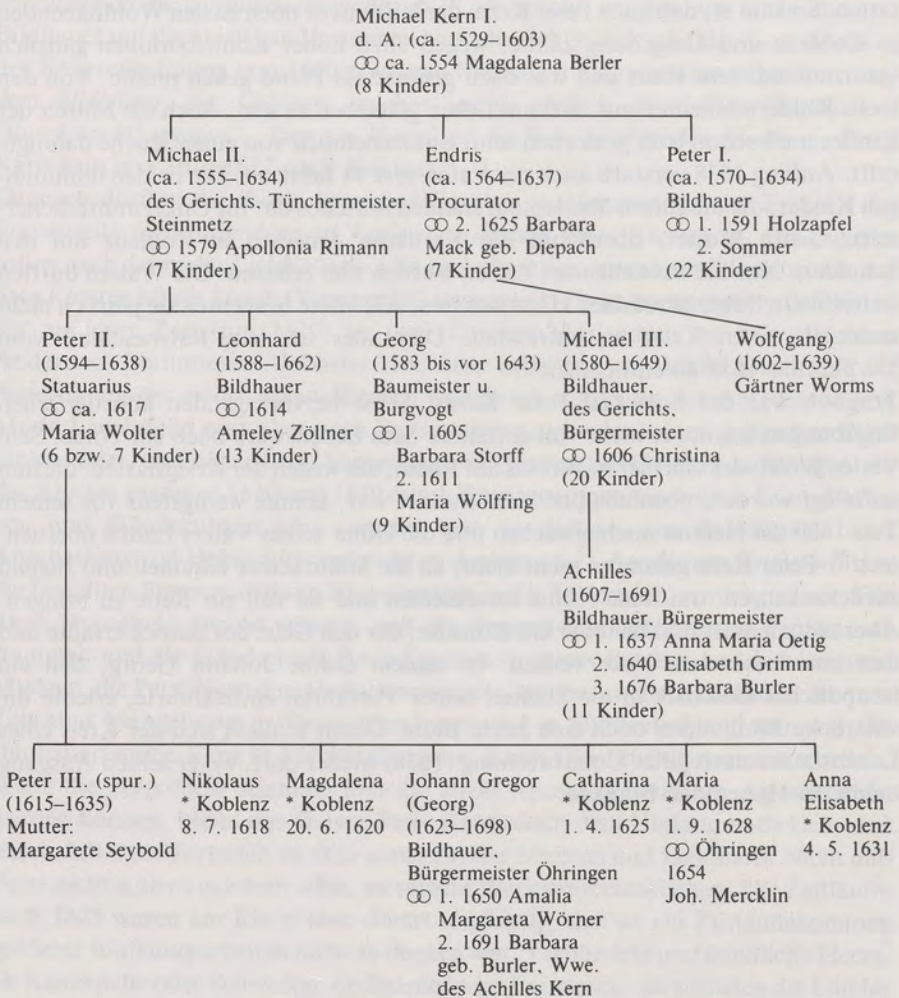 Michael Kern I.
d. A. (ca. 1529–1603)
⚭ ca. 1554 Magdalena Berler
(8 Kinder)
Michael II.
(ca. 1555–1634)
des Gerichts, Tünchermeister,
Steinmetz
⚭ 1579 Appolonia Rinman
(7 Kinder)
Endris
(ca. 1564–1637)
Procurator
⚭ 2. 1625 Barbara
Mack geb. Diepach
(7 Kinder)
Peter I.
(ca. 1570–1634)
Bildhauer
⚭ 1. 1591 Holzapfel
2. Sara
(22 Kinder)
Peter II.
(1594–1638)
Statuarius
⚭ ca. 1617
Maria Wolter
(6 bzw. 7 Kinder)
Leonhard
(1588–1662)
Bildhauer
⚭ 1614
Ameley Zöllner
(13 Kinder)
Georg
(1583 bis vor 1643)
Baumeister u.
Burgvogt
⚭ 1. 1605
Barbara Storff
2. 1611
Maria Wölffing
(9 Kinder)
Michael III.
(1580–1649)
Bildhauer,
des Gerichts,
Bürgermeister
⚭ 1606 Christina
(20 Kinder)
Wolf(gang)
(1602–1639)
Gärtner Worms
Achilles
(1607–1691)
Bildhauer, Bürgermeister
⚭ 1. 1637 Anna Maria Oettig
2. 1640 Elisabeth Grimm
3. 1676 Barbara Burler
(11 Kinder)
Peter III. (spur.)
(1615–1635)
Mutter:
Margarete Seybold
Nikolaus
* Koblenz
8. 7. 1618
Magdalena
* Koblenz
20. 6. 1620
Johann Gregor
(Georg)
(1623–1698)
Bildhauer,
Bürgermeister Öhringen
⚭ 1. 1650 Amalia
Margareta Wörner
2. 1691 Barbara
geb. Burler, Wwe.
des Achilles Kern
Catharina
* Koblenz
1. 4. 1625
Maria
* Koblenz
1. 9. 1628
⚭ Öhringen
1654
Joh. Mercklin
Anna
Elisabeth
* Koblenz
4. 5. 1631